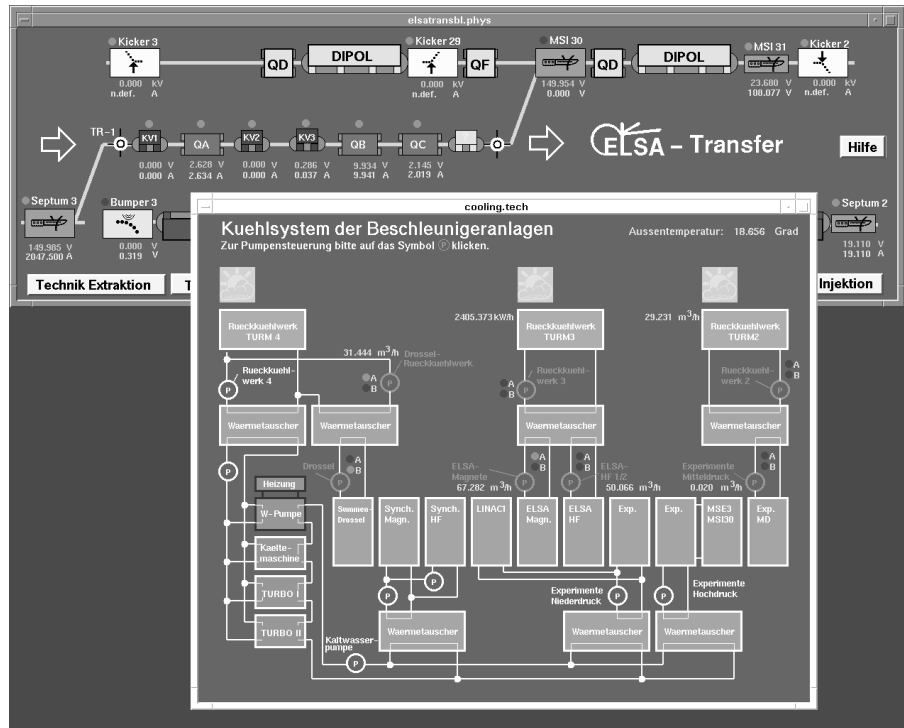 elsatransbl.phys
Kicker 3
0.000 kV
n.def. A
QD
DIPOL
Kicker 29
0.000 kV
n.def. A
QF
MSI 30
149.954 V
0.000 V
QD
DIPOL
MSI 31
23.680 V
108.077 V
Kicker 2
0.000 kV
n.def. A
TR-1
KV1
0.000 V
0.000 A
QA
2.628 V
2.634 A
KV2
0.000 V
0.000 A
KV3
0.286 V
0.037 A
QB
9.934 V
9.941 A
QC
2.145 V
2.019 A
ELSA - Transfer
Hilfe
Septum 3
149.985 V
2047.500 A
Bumper 3
0.000 kV
0.319 V
Septum 2
19.110 V
19.110 A
Technik Extraktion
T
Injektion
cooling.tech
Kuehlsystem der Beschleunigeranlagen
Zur Pumpensteuerung bitte auf das Symbol P klicken.
Aussentemperatur: 18.656 Grad
Rueckkuehlwerk
TURM 4
2405.373 kW/h
Rueckkuehlwerk
TURM3
29.231 m³/h
Rueckkuehlwerk
TURM2
31.444 m³/h
Drossel-
Rueckkuehlwerk
A
B
P
Rueckkuehl-
werk 4
P
A
B
P
Rueckkuehl-
werk 3
Rueckkuehl-
werk 2
P
A
B
Waermetauscher
Waermetauscher
Waermetauscher
Waermetauscher
P
Drossel
P
A
B
ELSA-
Magnete
67.282 m³/h
P
A
B
P
A
B
ELSA-
HF 1/2
50.066 m³/h
Experimente
Mitteldruck
0.020 m³/h
P
A
B
Heizung
W-Pumpe
Kaelte-
maschine
TURBO I
TURBO II
Summen-
Drossel
Synch.
Magn.
Synch.
HF
LINAC1
ELSA
Magn.
ELSA
HF
Exp.
Exp.
MSE3
MSI30
Exp.
MD
P
P
Experimente
Niederdruck
P
P
Experimente
Hochdruck
Waermetauscher
Waermetauscher
Waermetauscher
Kaltwasser-
pumpe
P